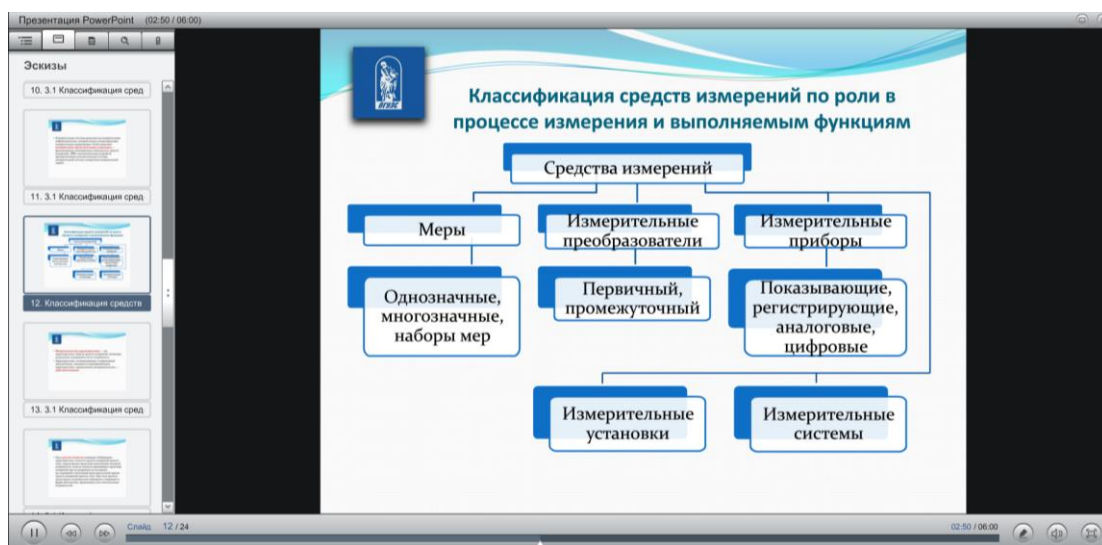 Презентация PowerPoint (02:50 / 06:00)
Эскизы
10. 3.1 Классификация сред
11. 3.1 Классификация сред
12. Классификация средств
13. 3.1 Классификация сред
ВГУЭС
Классификация средств измерений по роли в
процессе измерения и выполняемым функциям
Средства измерений
Меры
Измерительные
преобразователи
Измерительные
приборы
Однозначные,
многозначные,
наборы мер
Первичный,
промежуточный
Показывающие,
регистрирующие,
аналоговые,
цифровые
Измерительные
установки
Измерительные
системы
Слайд 12 / 24
02:50 / 06:00